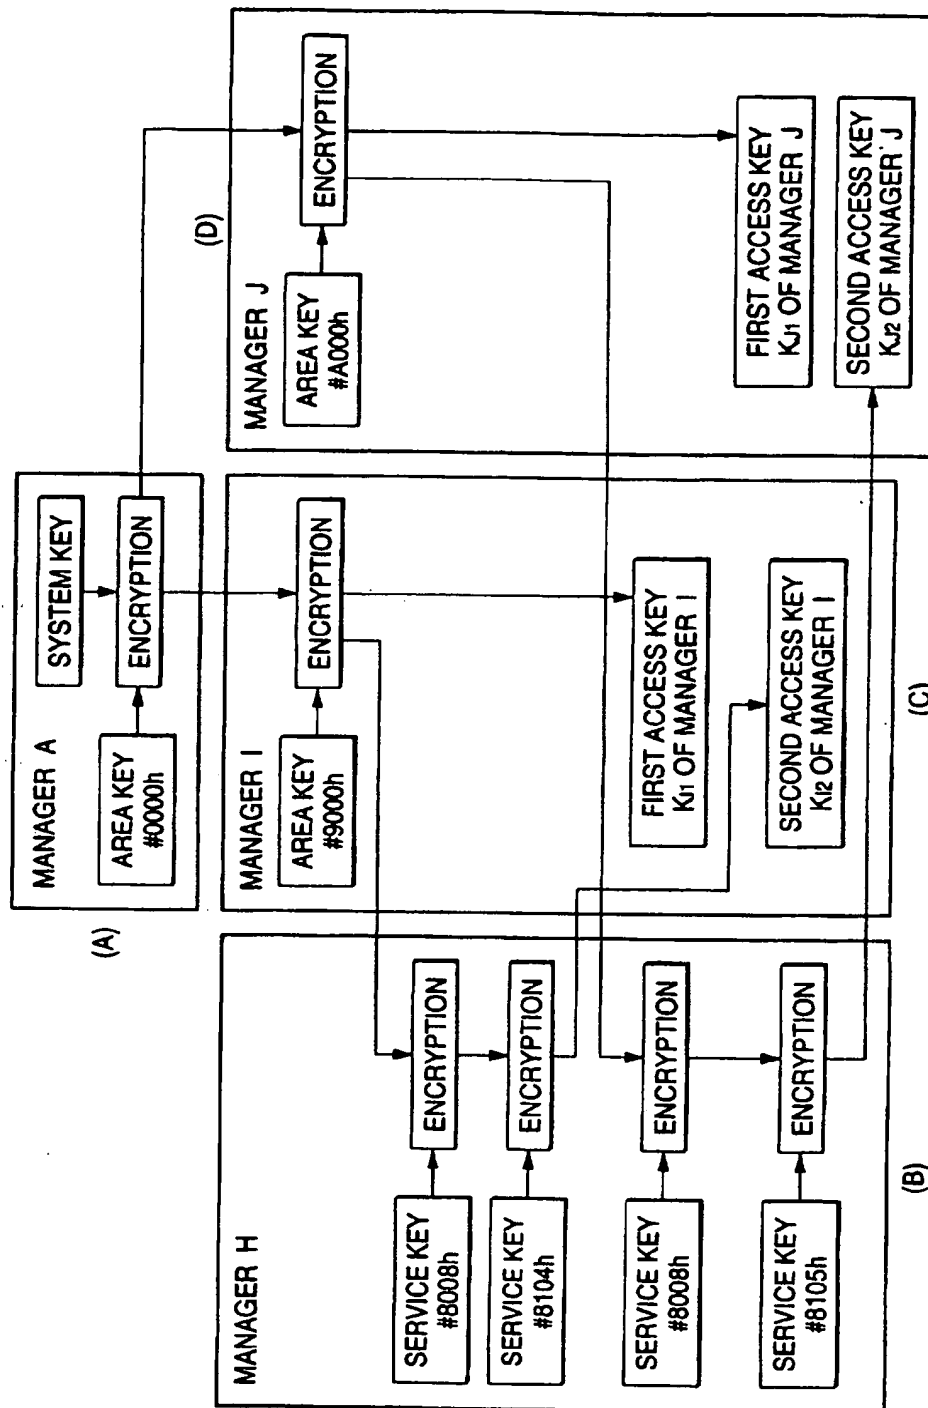 MANAGER A
SYSTEM KEY
AREA KEY
#0000h
ENCRYPTION
(A)
MANAGER H
SERVICE KEY
#8008h
ENCRYPTION
SERVICE KEY
#8104h
ENCRYPTION
SERVICE KEY
#8008h
ENCRYPTION
SERVICE KEY
#8105h
ENCRYPTION
(B)
MANAGER I
AREA KEY
#9000h
ENCRYPTION
FIRST ACCESS KEY
KJ1 OF MANAGER I
SECOND ACCESS KEY
KI2 OF MANAGER I
(C)
(D)
MANAGER J
AREA KEY
#A000h
ENCRYPTION
FIRST ACCESS KEY
KJ1 OF MANAGER J
SECOND ACCESS KEY
KJ2 OF MANAGER J